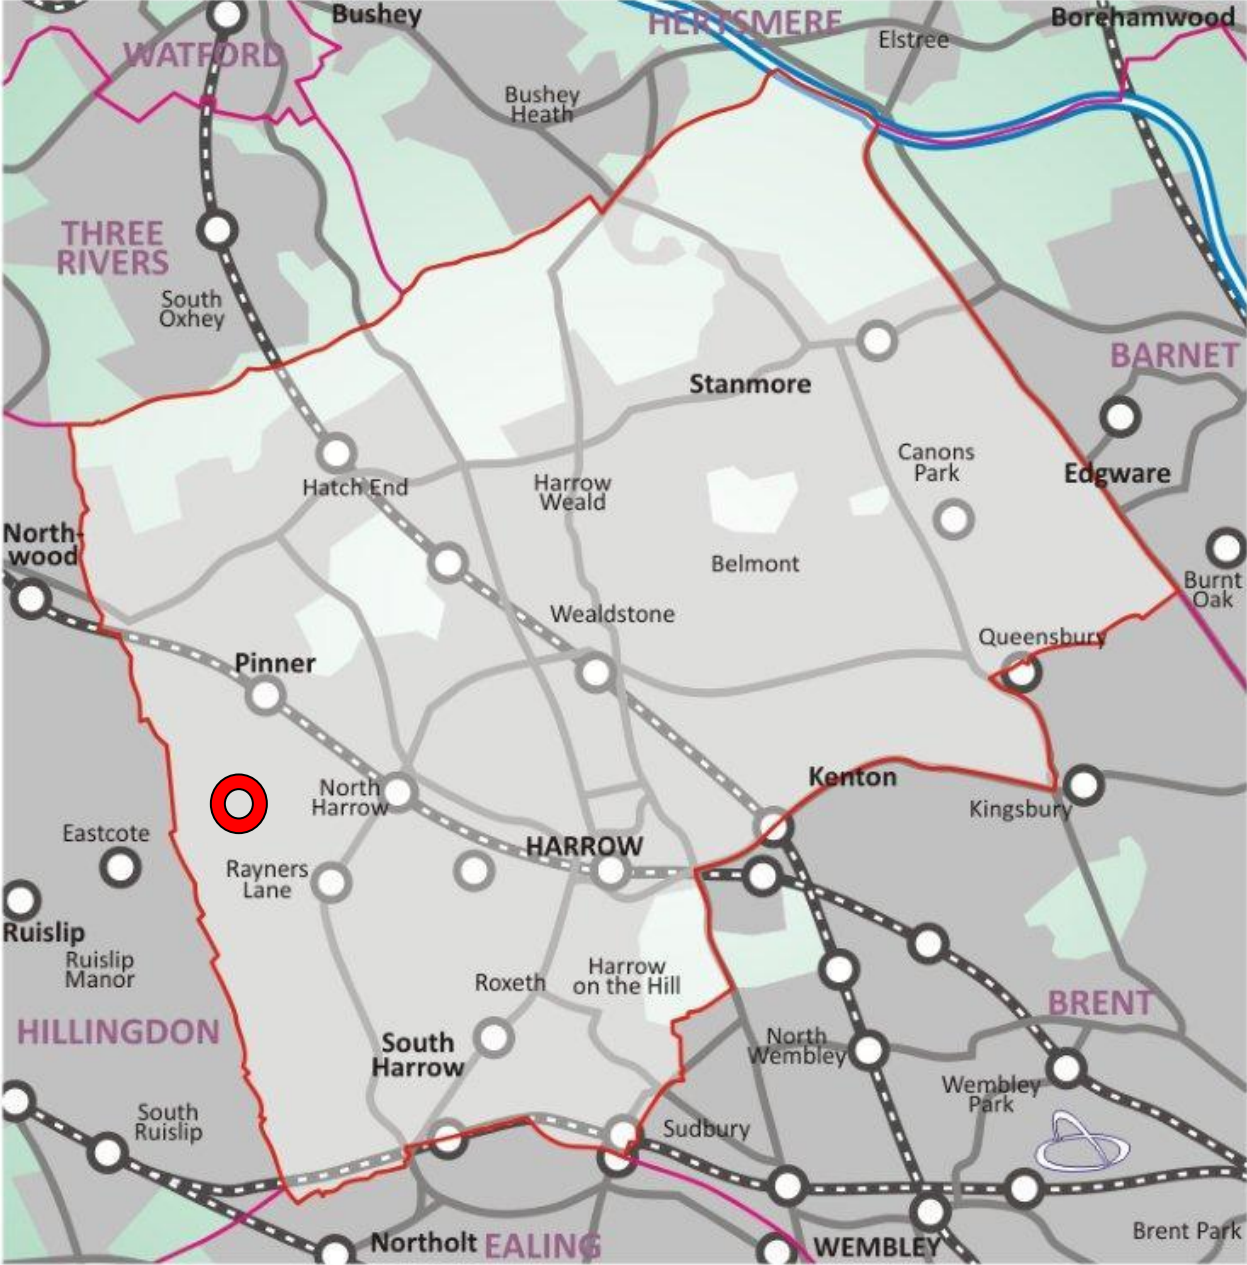 Bushey
HERTSMERE
Borehamwood
Elstree
WATFORD
Bushey
Heath
THREE
RIVERS
South
Oxhey
BARNET
Stanmore
Canons
Park
Edgware
Hatch End
Harrow
Weald
North-
wood
Belmont
Burnt
Oak
Wealdstone
Queensbury
Pinner
Kenton
North
Harrow
Kingsbury
Eastcote
HARROW
Rayners
Lane
Ruislip
Ruislip
Manor
Roxeth
Harrow
on the Hill
BRENT
HILLINGDON
South
Harrow
North
Wembley
Wembley
Park
South
Ruislip
Sudbury
Brent Park
Northolt
EALING
WEMBLEY